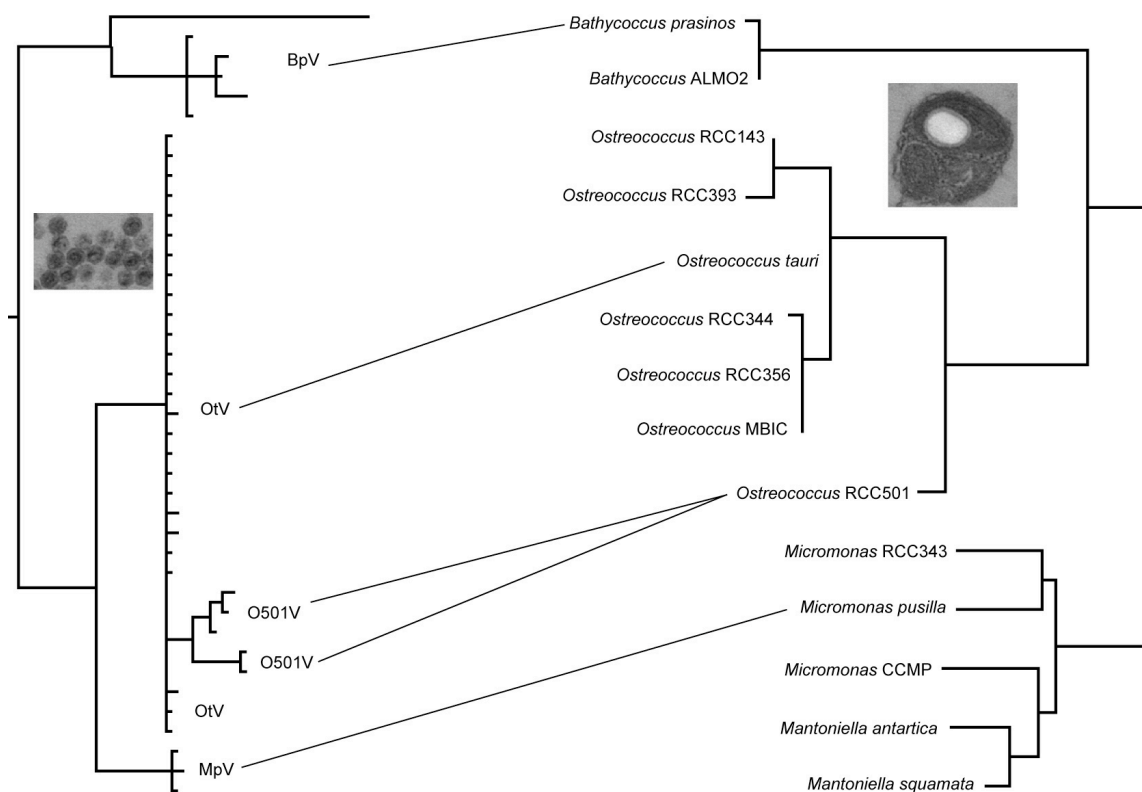 BpV
OtV
O501V
O501V
OtV
MpV
Bathycoccus prasinos
Bathycoccus ALMO2
Ostreococcus RCC143
Ostreococcus RCC393
Ostreococcus tauri
Ostreococcus RCC344
Ostreococcus RCC356
Ostreococcus MBIC
Ostreococcus RCC501
Micromonas RCC343
Micromonas pusilla
Micromonas CCMP
Mantoniella antartica
Mantoniella squamata